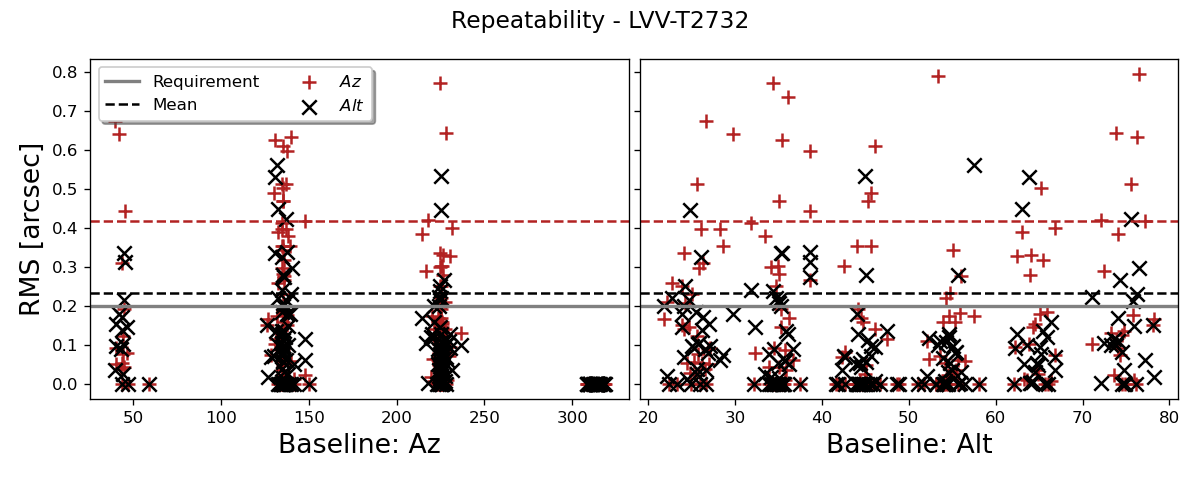 Repeatability - LVV-T2732
RMS [arcsec]
0.8
0.7
0.6
0.5
0.4
0.3
0.2
0.1
0.0
Requirement
Mean
Az
Alt
50 100 150 200 250 300
Baseline: Az
20 30 40 50 60 70 80
Baseline: Alt